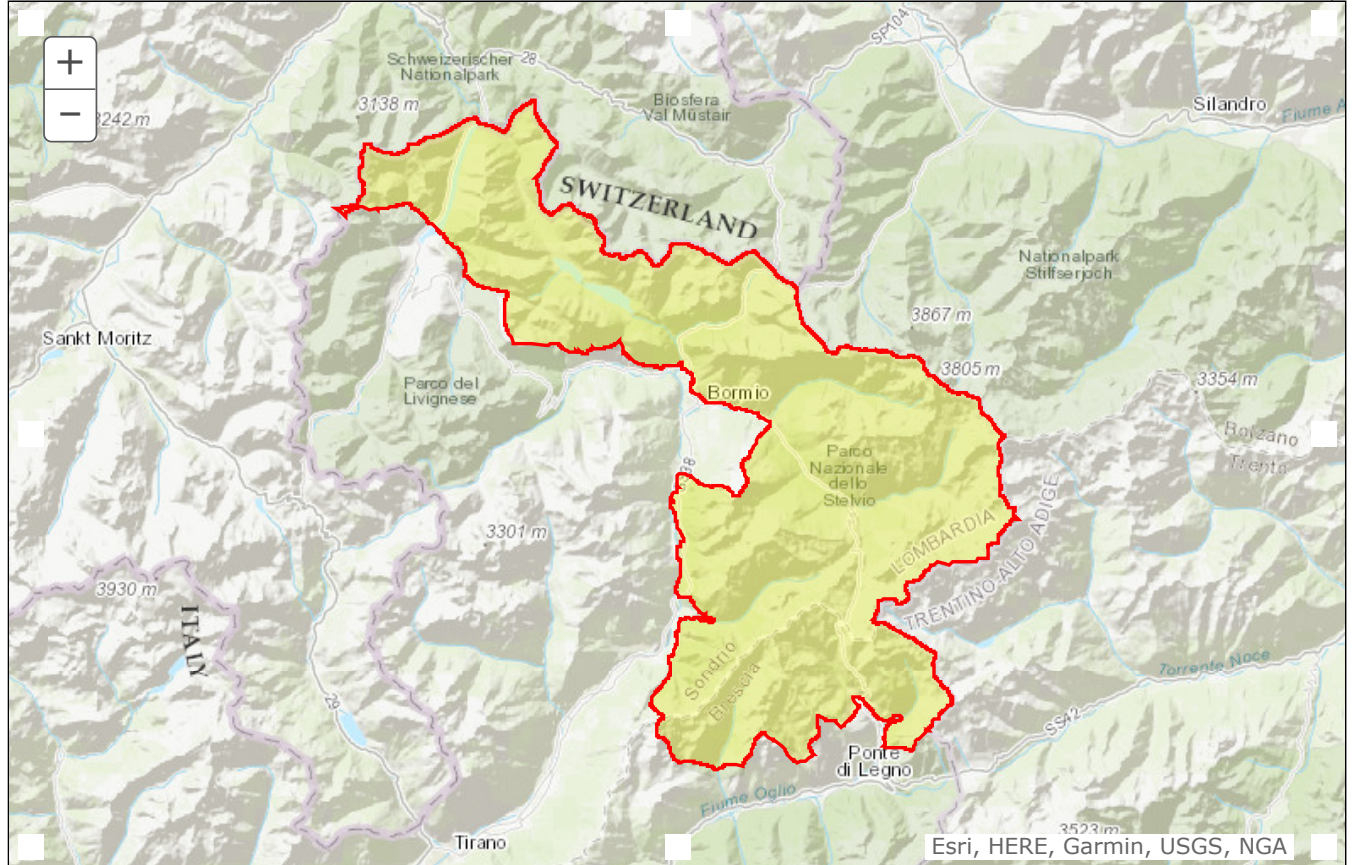 +
−
Schweizerischer
Nationalpark
28
SP104
3138 m
3242 m
Biosfera
Val Müstair
Silandro
Fiume A
SWITZERLAND
Nationalpark
Stilfserjoch
3867 m
Sankt Moritz
Parco del
Livignese
Bormio
3805 m
3354 m
Bolzano
Trento
Parco
Nazionale
dello
Stelvio
3301 m
LOMBARDIA
TRENTINO-ALTO ADIGE
3930 m
ITALY
Sondrio
Brescia
Torrente Noce
29
SS42
Ponte
di Legno
Fiume Oglio
Tirano
3523 m
Esri, HERE, Garmin, USGS, NGA